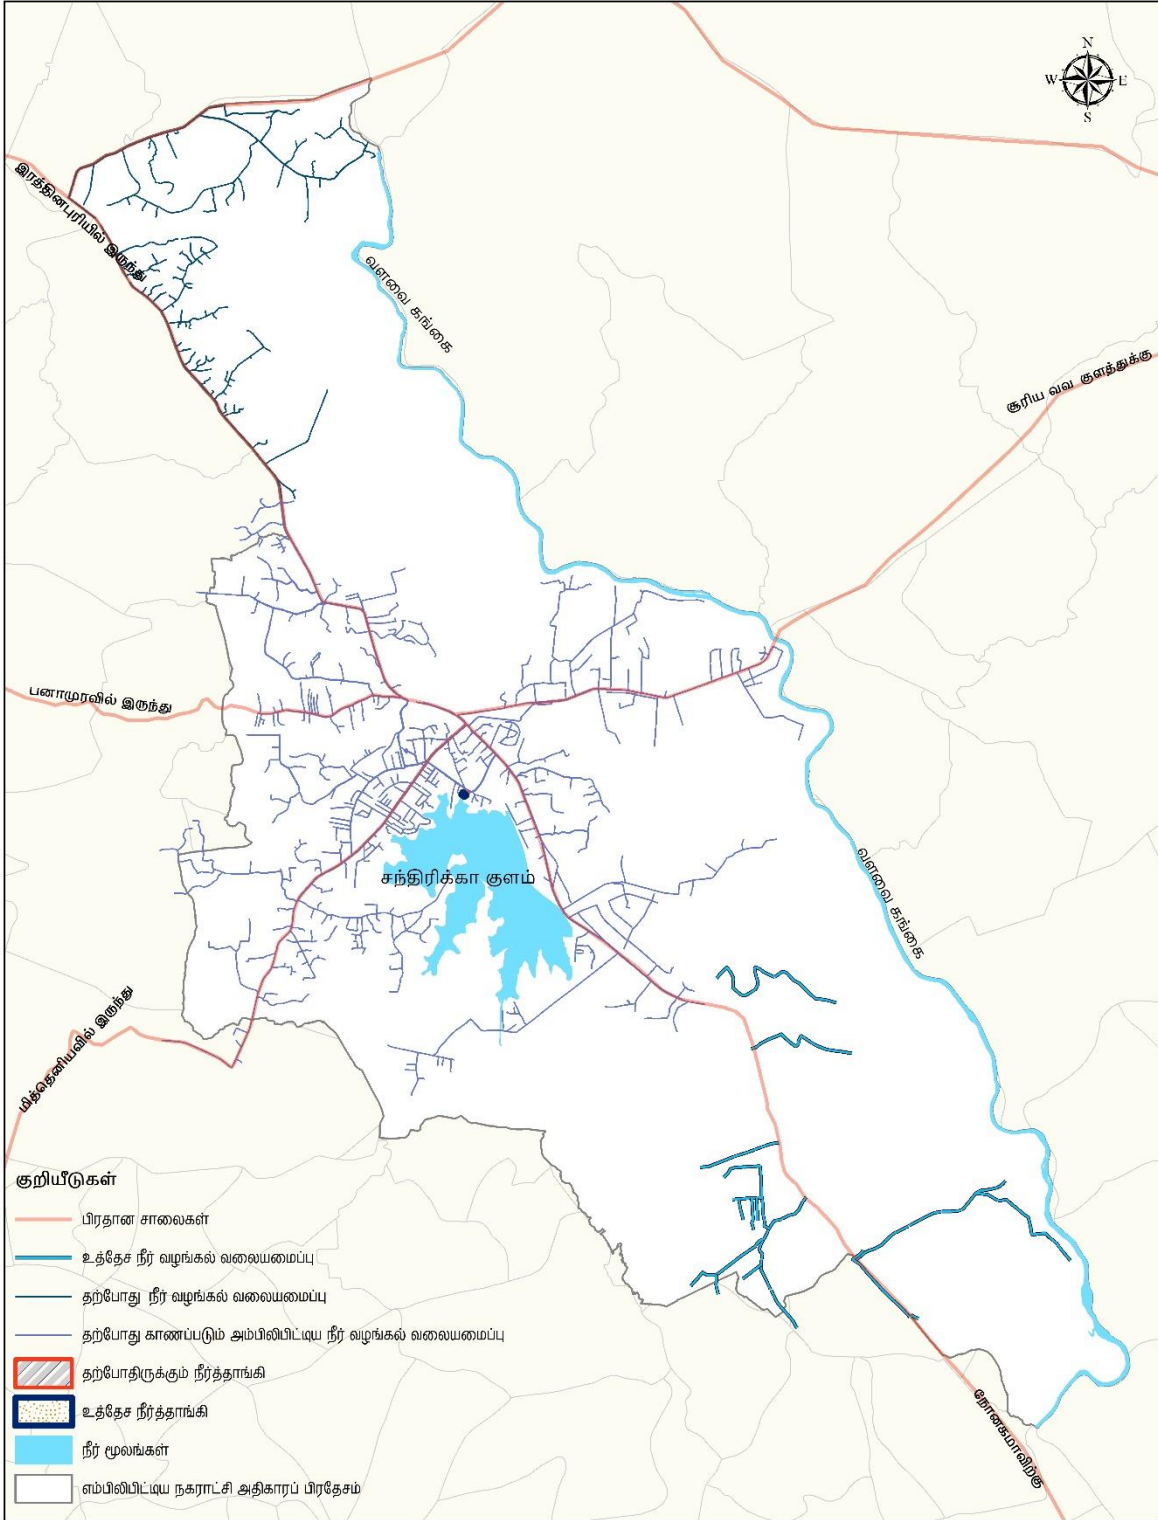 N
W E
S
இரத்தினபுரியில் இருந்து
வளவை கங்கை
சூரிய வவ குளத்துக்கு
பனாமுரவில் இருந்து
சந்திரிக்கா குளம்
வளவை கங்கை
மித்தெனியவில் இருந்து
நோனகமாவிற்கு
குறியீடுகள்
பிரதான சாலைகள்
உத்தேச நீர் வழங்கல் வலையமைப்பு
தற்போது நீர் வழங்கல் வலையமைப்பு
தற்போது காணப்படும் அம்பிலிபிட்டிய நீர் வழங்கல் வலையமைப்பு
தற்போதிருக்கும் நீர்த்தாங்கி
உத்தேச நீர்த்தாங்கி
நீர் மூலங்கள்
எம்பிலிபிட்டிய நகராட்சி அதிகாரப் பிரதேசம்